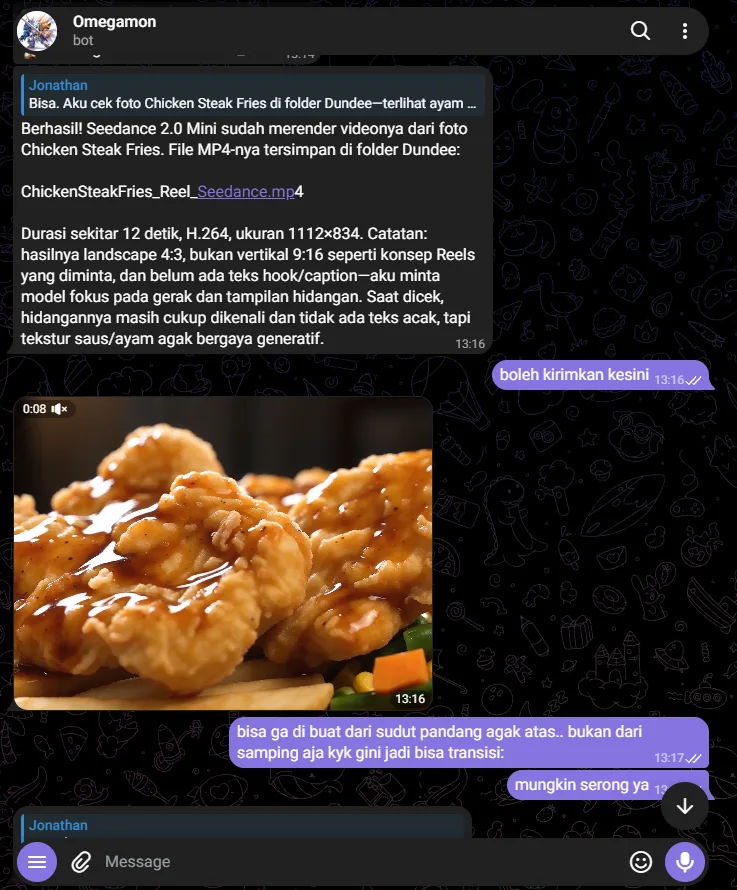 Omegamon
bot
Jonathan
Bisa. Aku cek foto Chicken Steak Fries di folder Dundee—terlihat ayam ...
Berhasil! Seedance 2.0 Mini sudah merender videonya dari foto
Chicken Steak Fries. File MP4-nya tersimpan di folder Dundee:
ChickenSteakFries_Reel_Seedance.mp4
Durasi sekitar 12 detik, H.264, ukuran 1112×834. Catatan:
hasilnya landscape 4:3, bukan vertikal 9:16 seperti konsep Reels
yang diminta, dan belum ada teks hook/caption—aku minta
model fokus pada gerak dan tampilan hidangan. Saat dicek,
hidangannya masih cukup dikenali dan tidak ada teks acak, tapi
tekstur saus/ayam agak bergaya generatif.
13:16
boleh kirimkan kesini 13:16
0:08
13:16
bisa ga di buat dari sudut pandang agak atas.. bukan dari
samping aja kyk gini jadi bisa transisi:
13:17
mungkin serong ya
Jonathan
Message